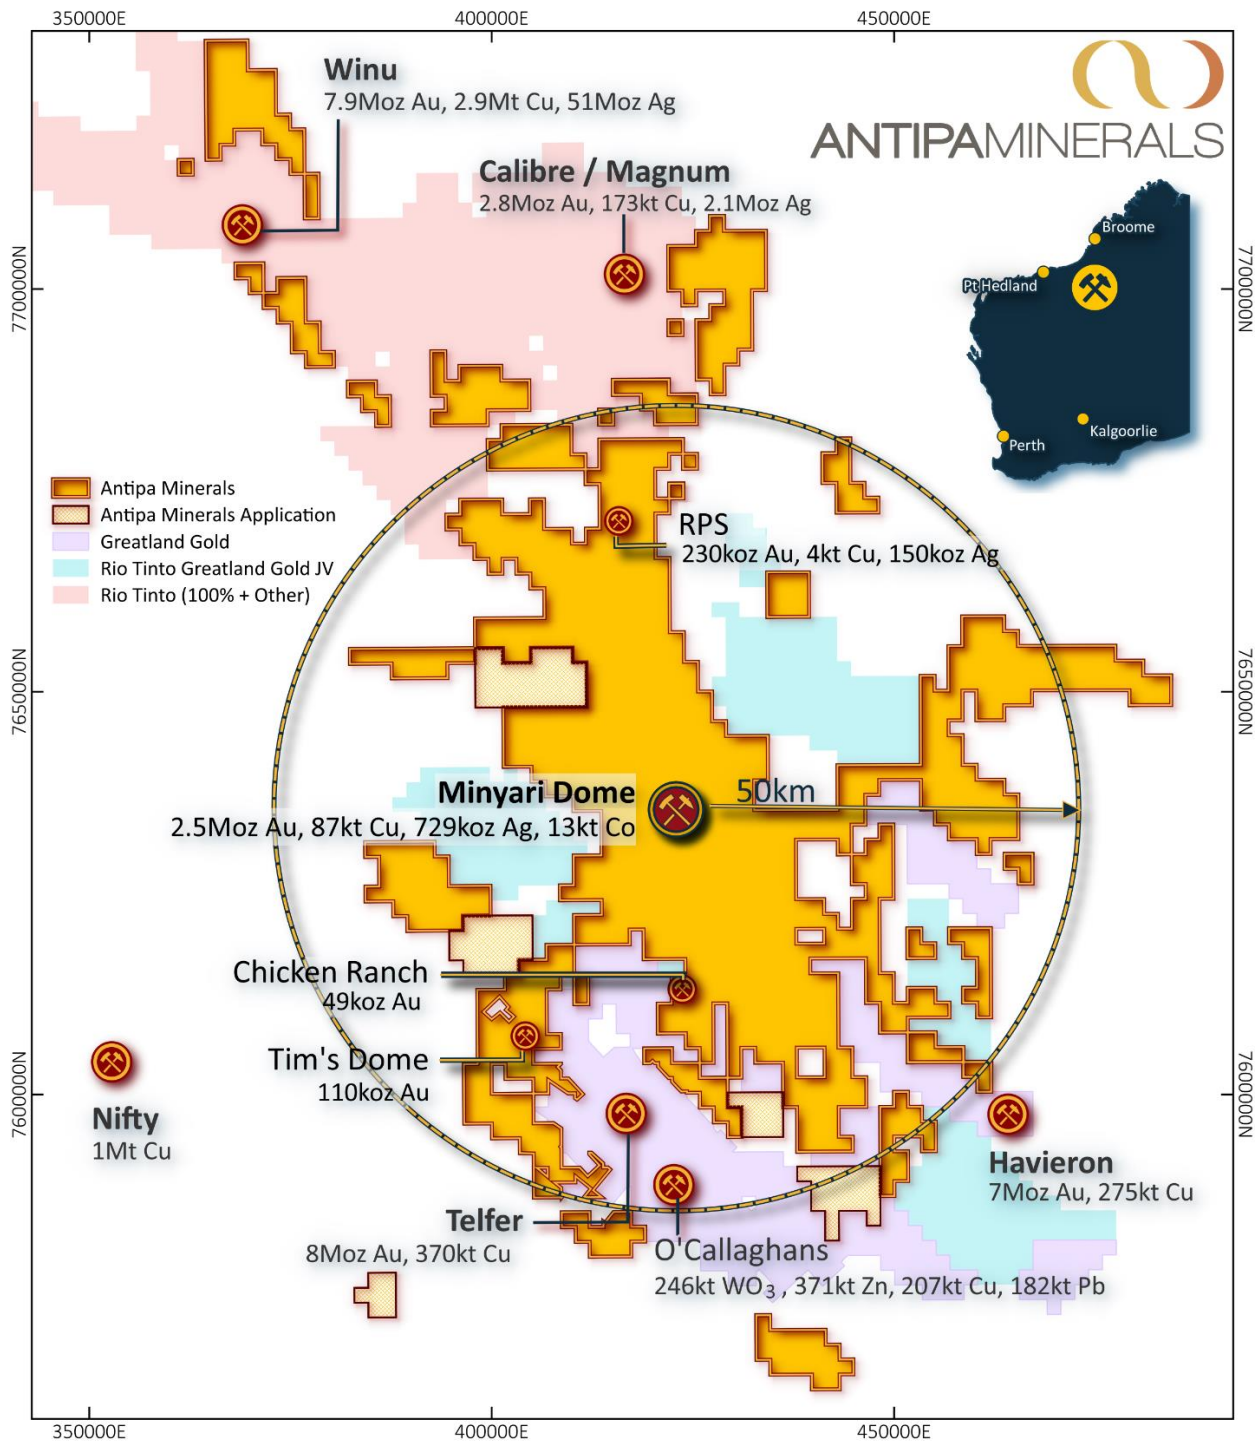 350000E
400000E
450000E
Winu
7.9Moz Au, 2.9Mt Cu, 51Moz Ag
ANTIPAMINERALS
Calibre / Magnum
2.8Moz Au, 173kt Cu, 2.1Moz Ag
Broome
Pt Hedland
Kalgoorlie
Perth
7700000N
7700000N
Antipa Minerals
Antipa Minerals Application
Greatland Gold
Rio Tinto Greatland Gold JV
Rio Tinto (100% + Other)
RPS
230koz Au, 4kt Cu, 150koz Ag
7650000N
7650000N
Minyari Dome
2.5Moz Au, 87kt Cu, 729koz Ag, 13kt Co
50km
Chicken Ranch
49koz Au
Tim's Dome
110koz Au
7600000N
7600000N
Nifty
1Mt Cu
Havieron
7Moz Au, 275kt Cu
Telfer
8Moz Au, 370kt Cu
O'Callaghans
246kt WO3 , 371kt Zn, 207kt Cu, 182kt Pb
350000E
400000E
450000E